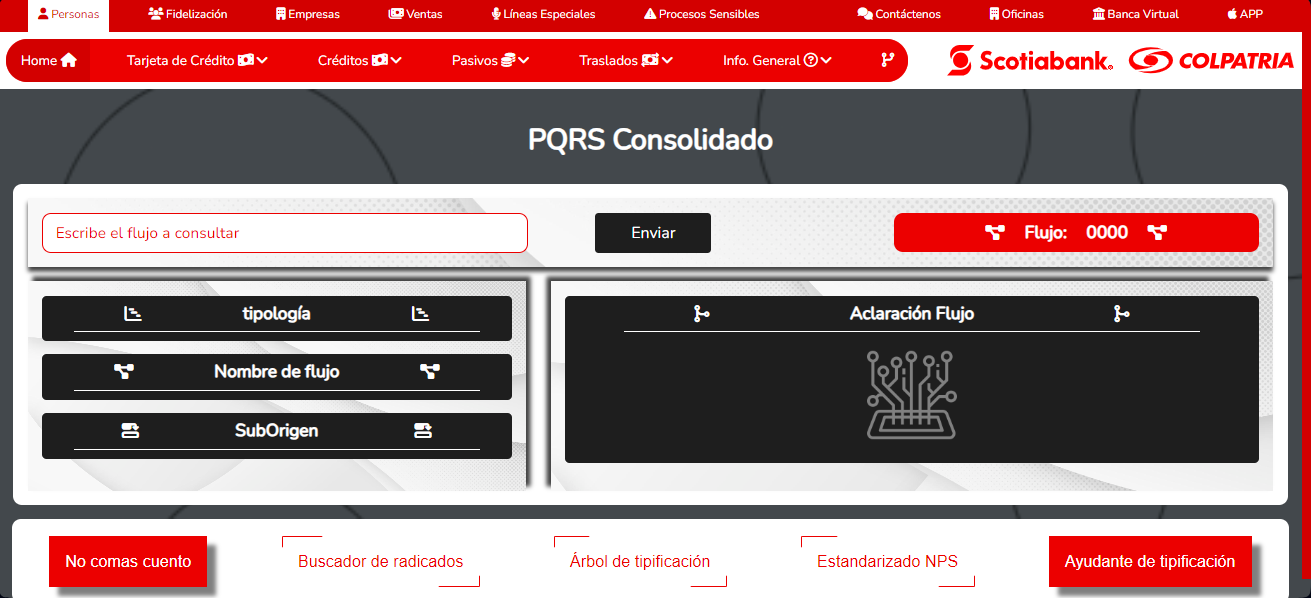 Personas Fidelización Empresas Ventas Líneas Especiales Procesos Sensibles Contáctenos Oficinas Banca Virtual APP
Home Tarjeta de Crédito Créditos Pasivos Traslados Info. General Scotiabank. COLPATRIA
PQRS Consolidado
Escribe el flujo a consultar Enviar Flujo: 0000
tipología Aclaración Flujo
Nombre de flujo
SubOrigen
No comas cuento Buscador de radicados Árbol de tipificación Estandarizado NPS Ayudante de tipificación